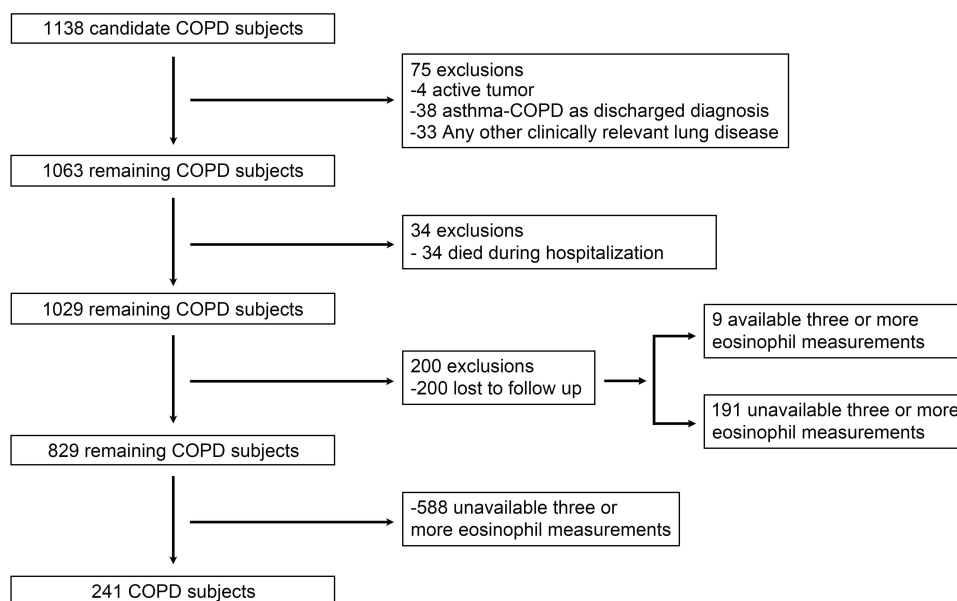 1138 candidate COPD subjects
75 exclusions
-4 active tumor
-38 asthma-COPD as discharged diagnosis
-33 Any other clinically relevant lung disease
1063 remaining COPD subjects
34 exclusions
- 34 died during hospitalization
1029 remaining COPD subjects
9 available three or more
eosinophil measurements
200 exclusions
-200 lost to follow up
191 unavailable three or more
eosinophil measurements
829 remaining COPD subjects
-588 unavailable three or
more eosinophil measurements
241 COPD subjects